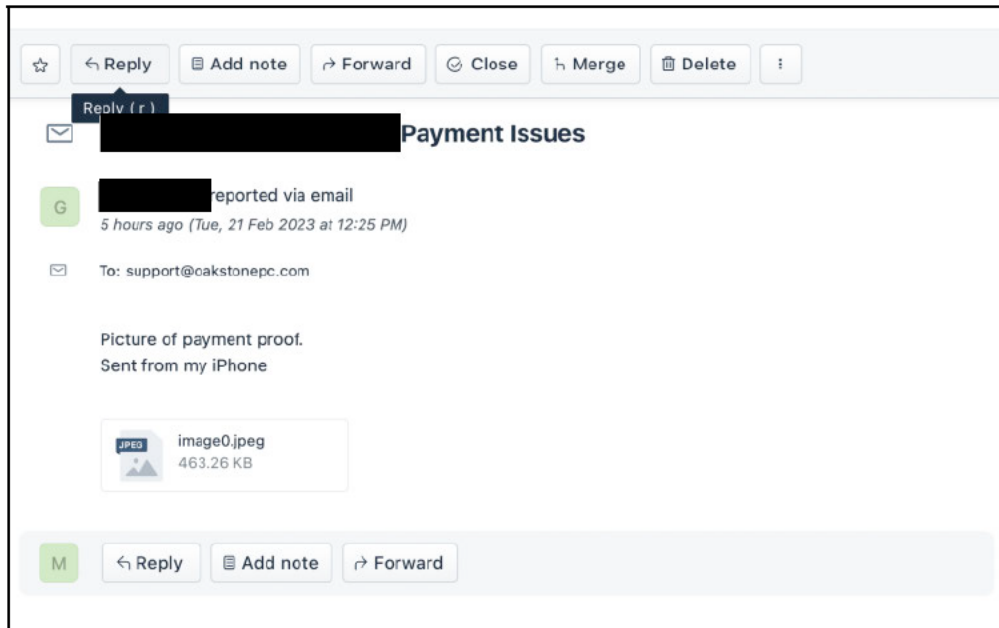 Reply
Add note
Forward
Close
Merge
Delete
Reply ( r )
Payment Issues
G
reported via email
5 hours ago (Tue, 21 Feb 2023 at 12:25 PM)
To: support@oakstonepc.com
Picture of payment proof.
Sent from my iPhone
JPEG
image0.jpeg
463.26 KB
M
Reply
Add note
Forward